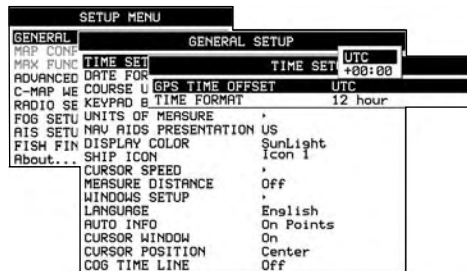 SETUP MENU
GENERAL
MAP CONF
MAX FUNC
ADVANCED
C-MAP WE
RADIO SE
FOG SETU
AIS SETU
FISH FIN
About...
GENERAL SETUP
TIME SET
DATE FOR
COURSE U
KEYPAD B
UNITS OF MEASURE
NAV AIDS PRESENTATION US
DISPLAY COLOR SunLight
SHIP ICON Icon 1
CURSOR SPEED
MEASURE DISTANCE Off
WINDOWS SETUP
LANGUAGE English
AUTO INFO On Points
CURSOR WINDOW On
CURSOR POSITION Center
COG TIME LINE Off
TIME SET
GPS TIME OFFSET UTC
TIME FORMAT 12 hour
UTC
+00:00